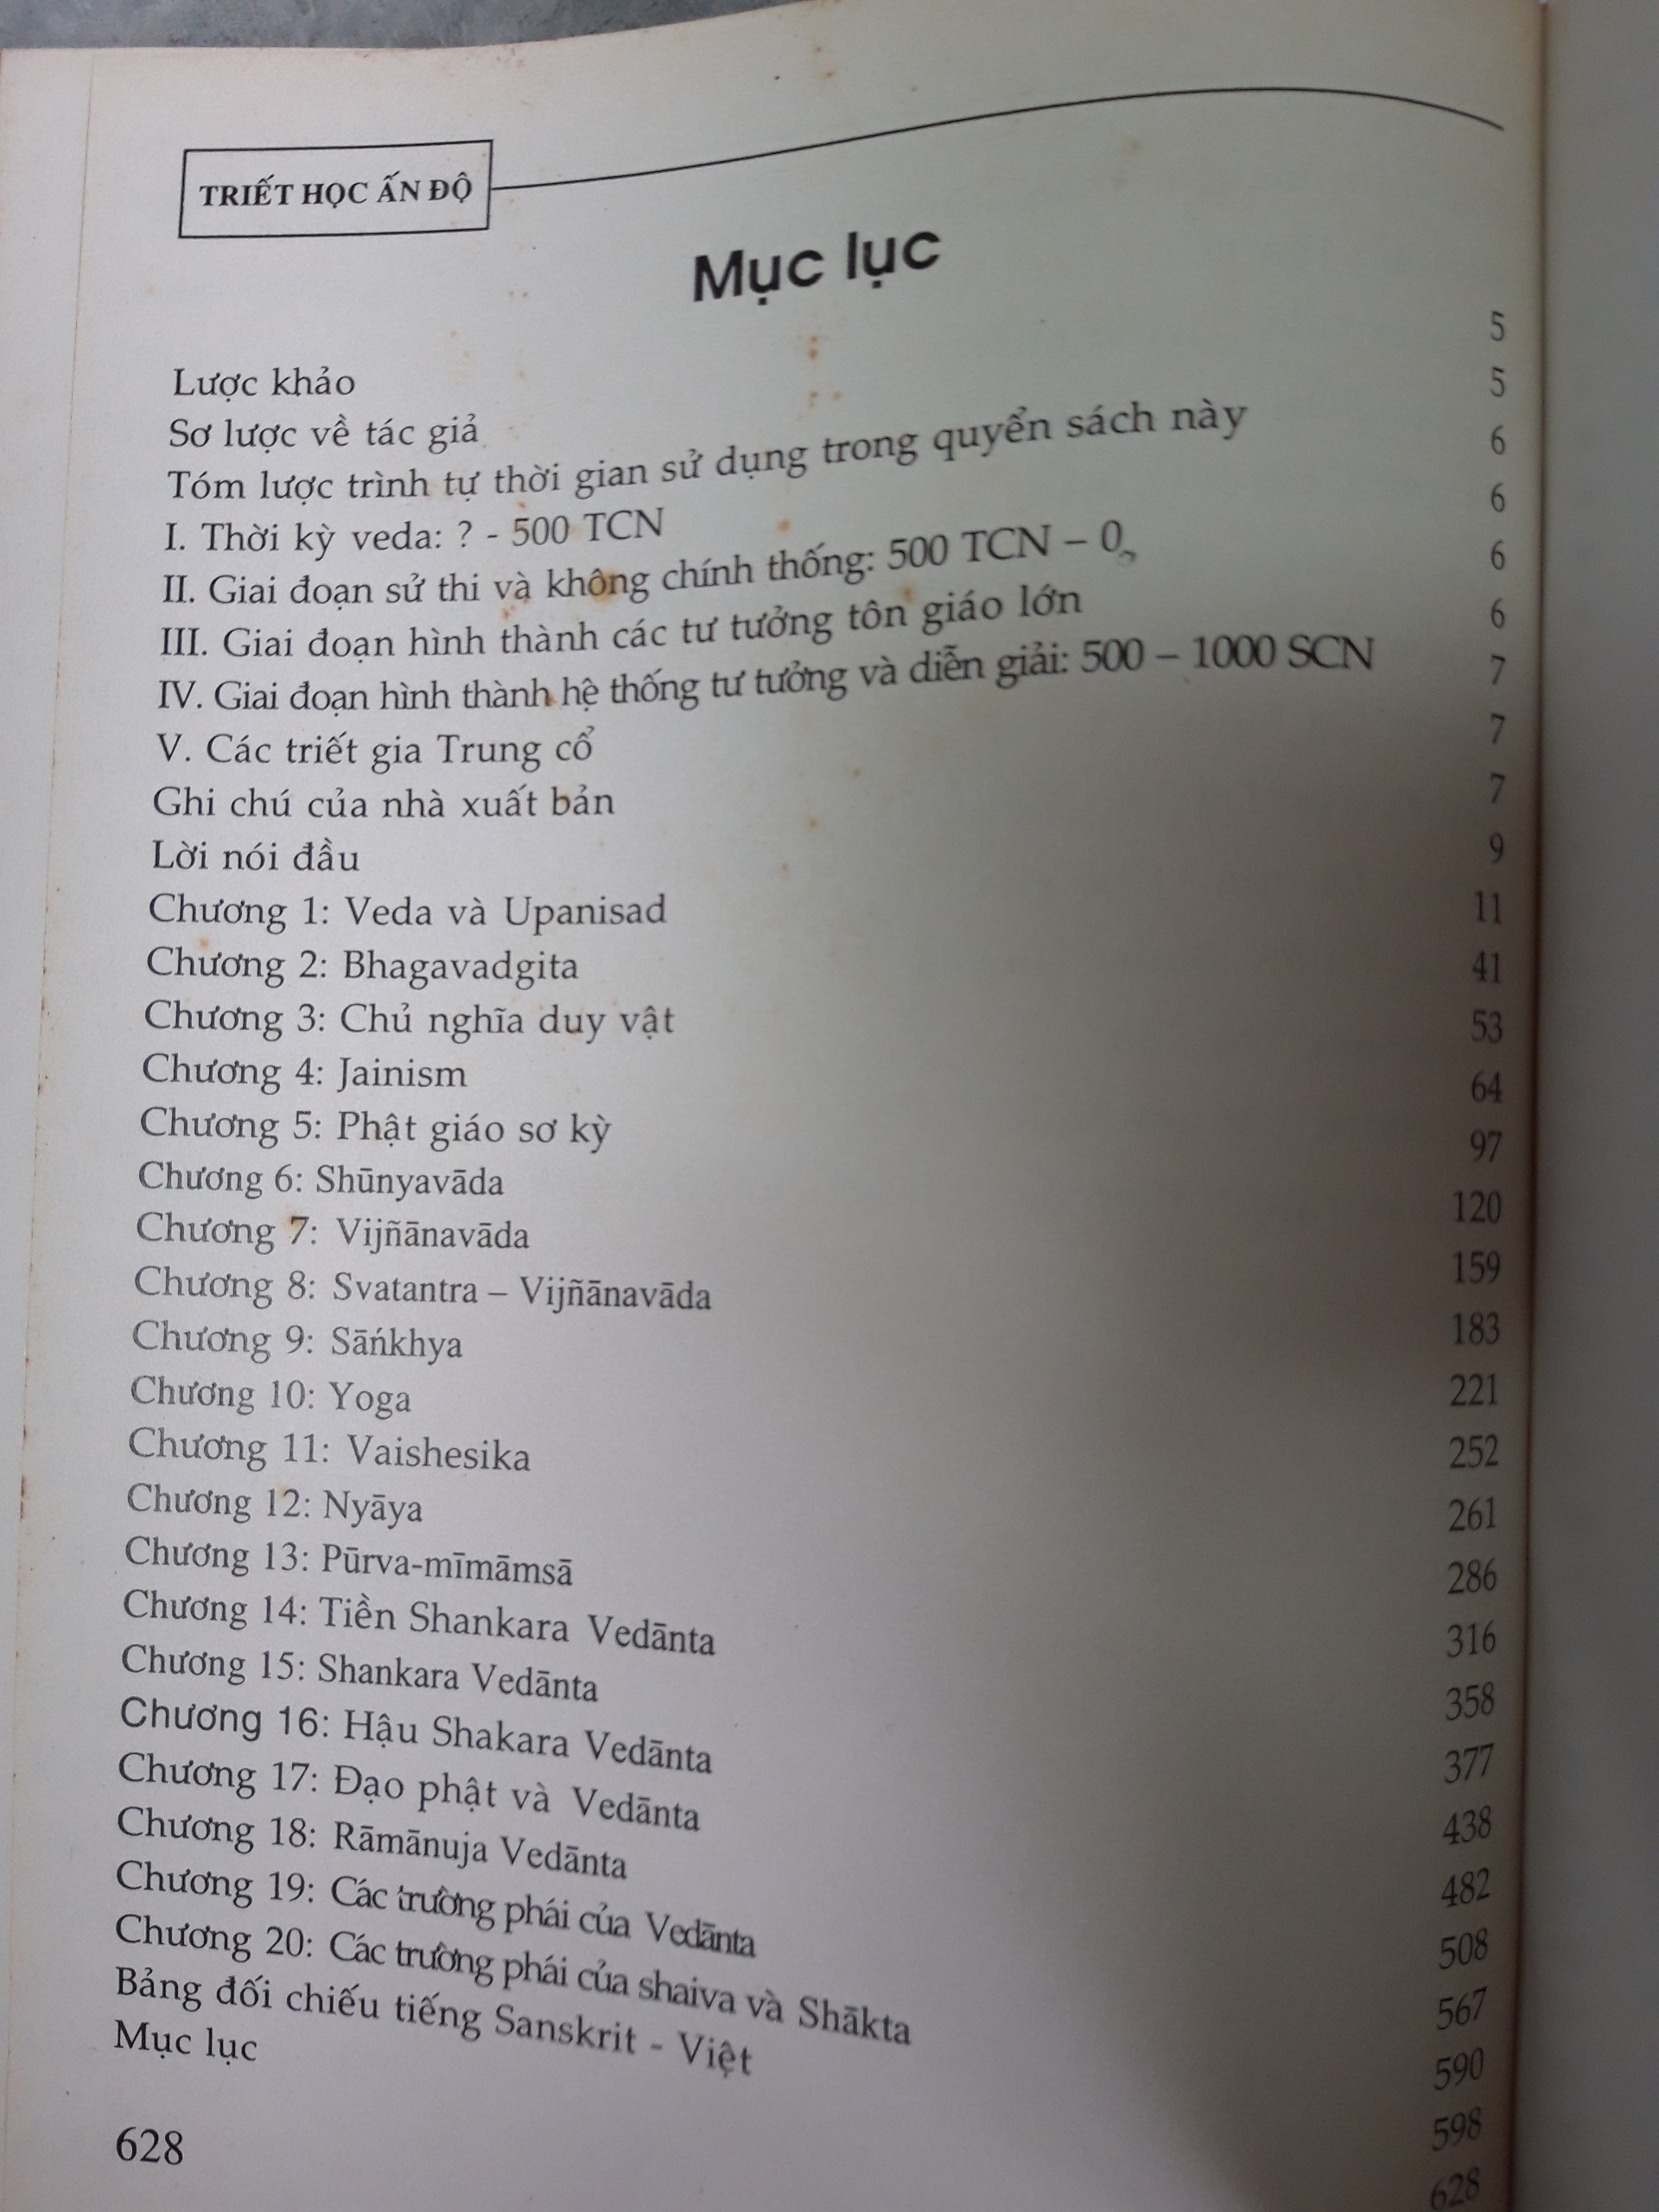 TRIẾT HỌC ẤN ĐỘ
Mục lục
Lược khảo 5
Sơ lược về tác giả 5
Tóm lược trình tự thời gian sử dụng trong quyển sách này 6
I. Thời kỳ veda: ? - 500 TCN 6
II. Giai đoạn sử thi và không chính thống: 500 TCN – 0 6
III. Giai đoạn hình thành các tư tưởng tôn giáo lớn 6
IV. Giai đoạn hình thành hệ thống tư tưởng và diễn giải: 500 – 1000 SCN 7
V. Các triết gia Trung cổ 7
Ghi chú của nhà xuất bản 7
Lời nói đầu 9
Chương 1: Veda và Upanisad 11
Chương 2: Bhagavadgita 41
Chương 3: Chủ nghĩa duy vật 53
Chương 4: Jainism 64
Chương 5: Phật giáo sơ kỳ 97
Chương 6: Shūnyavāda 120
Chương 7: Vijñānavāda 159
Chương 8: Svatantra – Vijñānavāda 183
Chương 9: Sāńkhya 221
Chương 10: Yoga 252
Chương 11: Vaishesika 261
Chương 12: Nyāya 286
Chương 13: Pūrva-mīmāmsā 316
Chương 14: Tiền Shankara Vedānta 358
Chương 15: Shankara Vedānta 377
Chương 16: Hậu Shakara Vedānta 438
Chương 17: Đạo phật và Vedānta 482
Chương 18: Rāmānuja Vedānta 508
Chương 19: Các trường phái của Vedānta 567
Chương 20: Các trường phái của shaiva và Shākta 590
Bảng đối chiếu tiếng Sanskrit - Việt 598
Mục lục 628
628